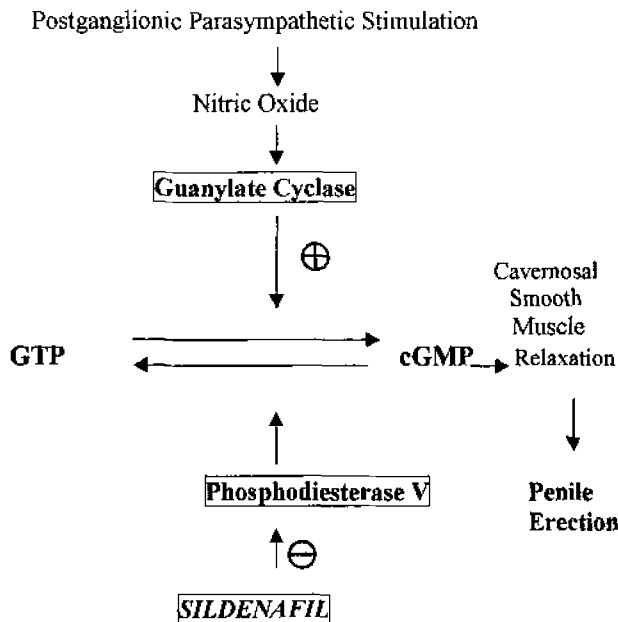 Postganglionic Parasympathetic Stimulation
Nitric Oxide
Guanylate Cyclase
Cavernosal
Smooth
Muscle
Relaxation
GTP
cGMP
Phosphodiesterase V
Penile
Erection
SILDENAFIL